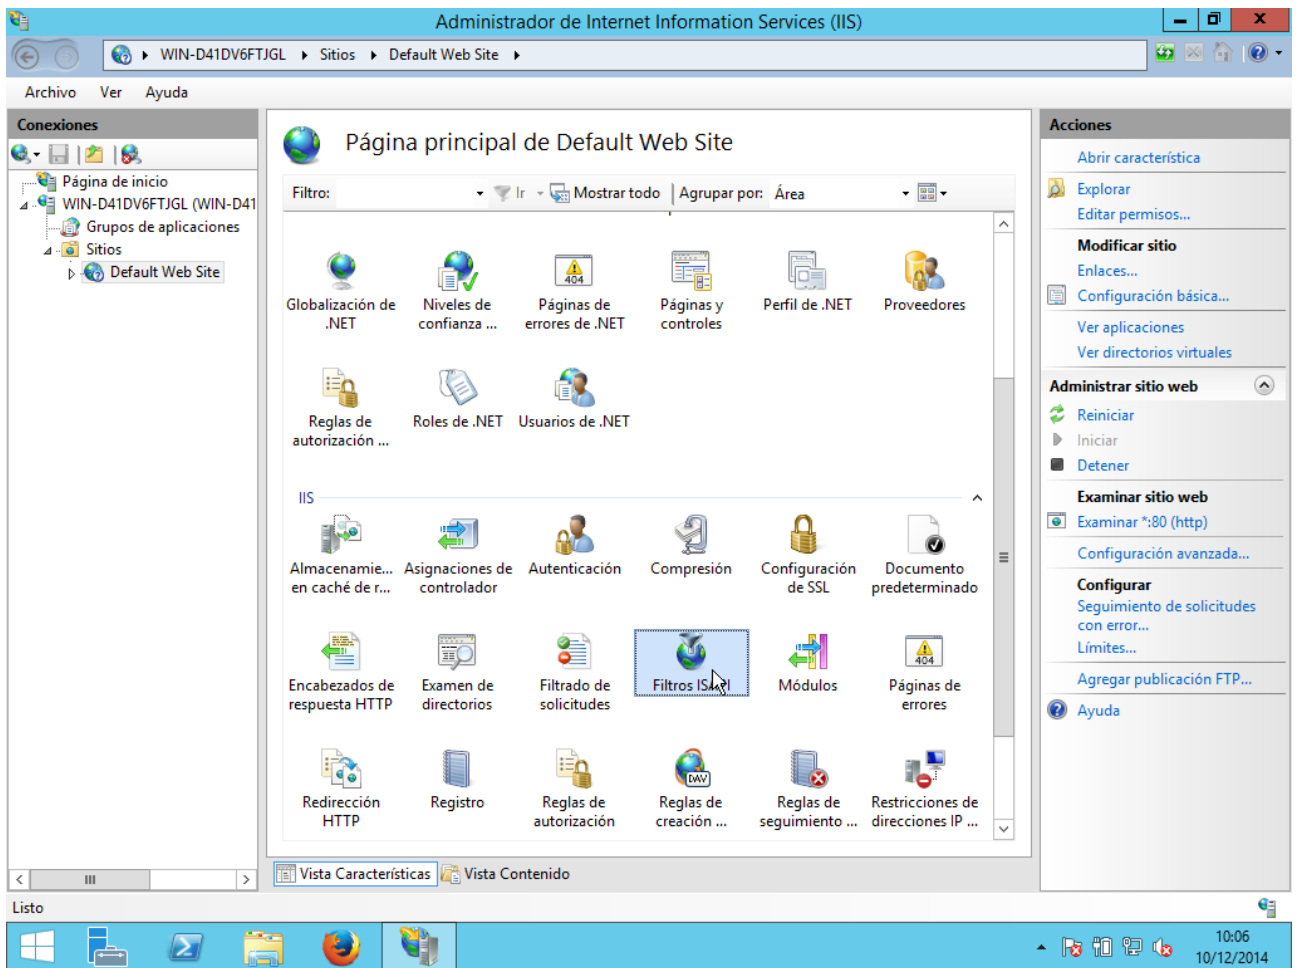 Administrador de Internet Information Services (IIS)
WIN-D41DV6FTJGL Sitios Default Web Site
Archivo Ver Ayuda
Conexiones
Página de inicio
WIN-D41DV6FTJGL (WIN-D41
Grupos de aplicaciones
Sitios
Default Web Site
Página principal de Default Web Site
Filtro: Ir Mostrar todo Agrupar por: Área
Globalización de .NET
Niveles de confianza ...
Páginas de errores de .NET
Páginas y controles
Perfil de .NET
Proveedores
Reglas de autorización ...
Roles de .NET
Usuarios de .NET
IIS
Almacenamie... en caché de r...
Asignaciones de controlador
Autenticación
Compresión
Configuración de SSL
Documento predeterminado
Encabezados de respuesta HTTP
Examen de directorios
Filtrado de solicitudes
Filtros ISAPI
Módulos
Páginas de errores
Redirección HTTP
Registro
Reglas de autorización
Reglas de creación ...
Reglas de seguimiento ...
Restricciones de direcciones IP ...
Vista Características Vista Contenido
Acciones
Abrir característica
Explorar
Editar permisos...
Modificar sitio
Enlaces...
Configuración básica...
Ver aplicaciones
Ver directorios virtuales
Administrar sitio web
Reiniciar
Iniciar
Detener
Examinar sitio web
Examinar *:80 (http)
Configuración avanzada...
Configurar
Seguimiento de solicitudes
con error...
Límites...
Agregar publicación FTP...
Ayuda
Listo
10:06
10/12/2014